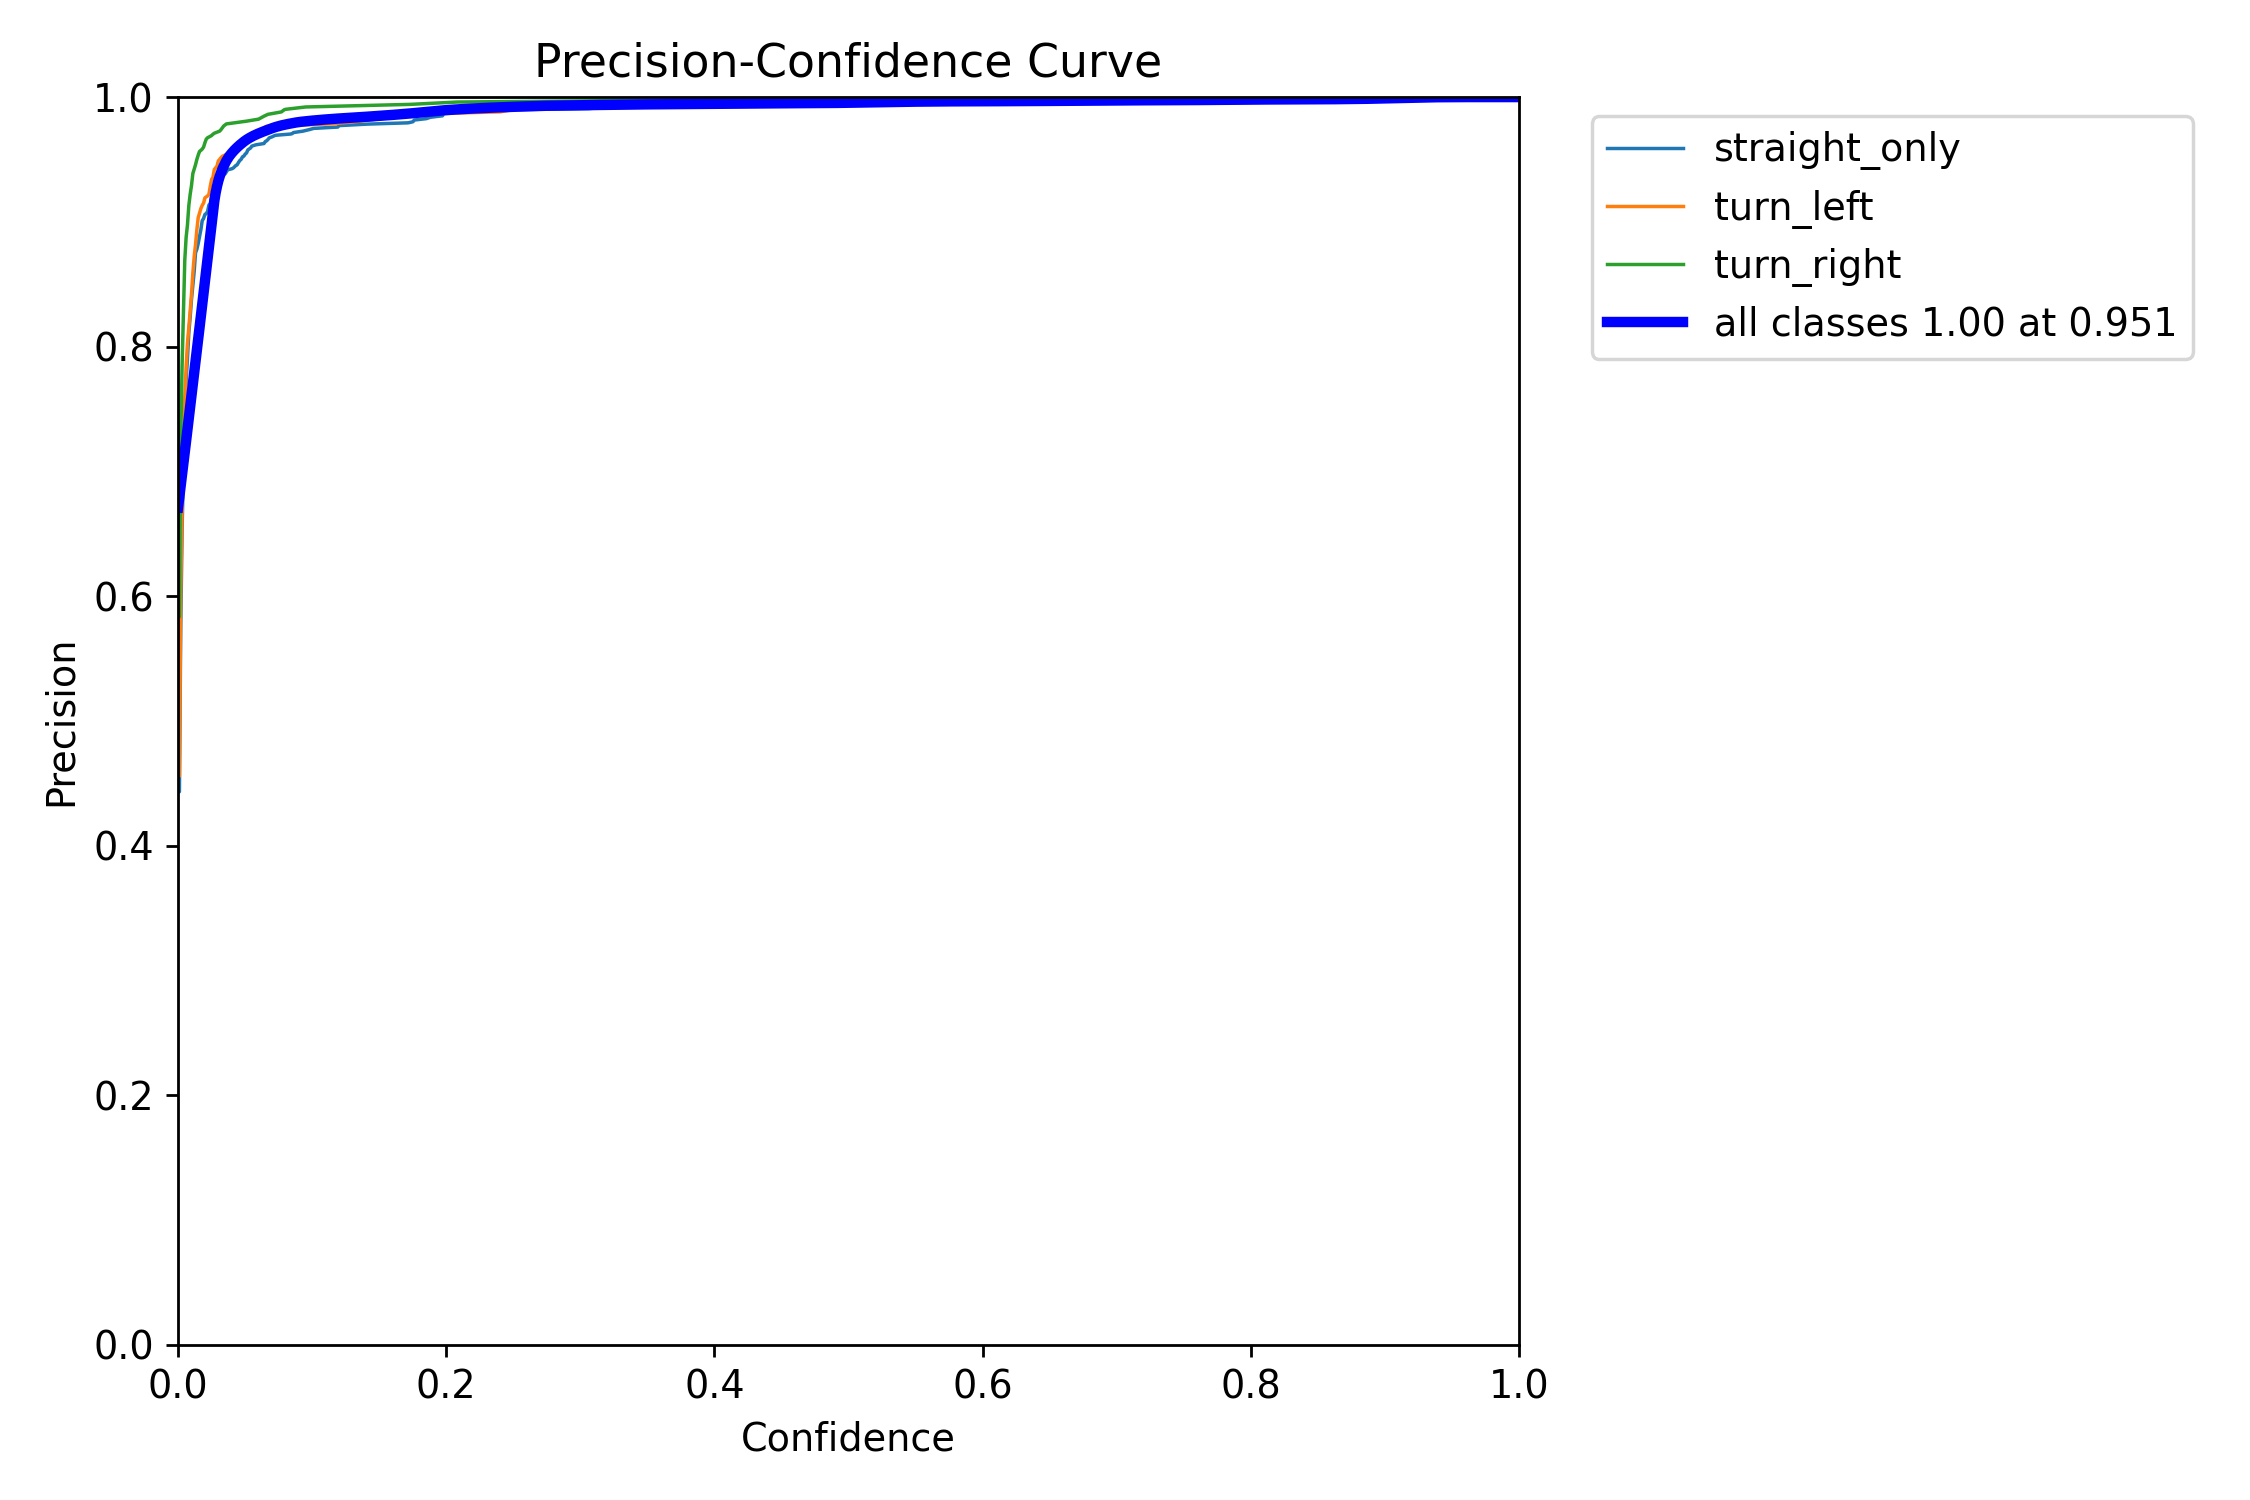 Precision-Confidence Curve
1.0
0.8
0.6
0.4
0.2
0.0
Precision
0.0 0.2 0.4 0.6 0.8 1.0
Confidence
straight_only
turn_left
turn_right
all classes 1.00 at 0.951